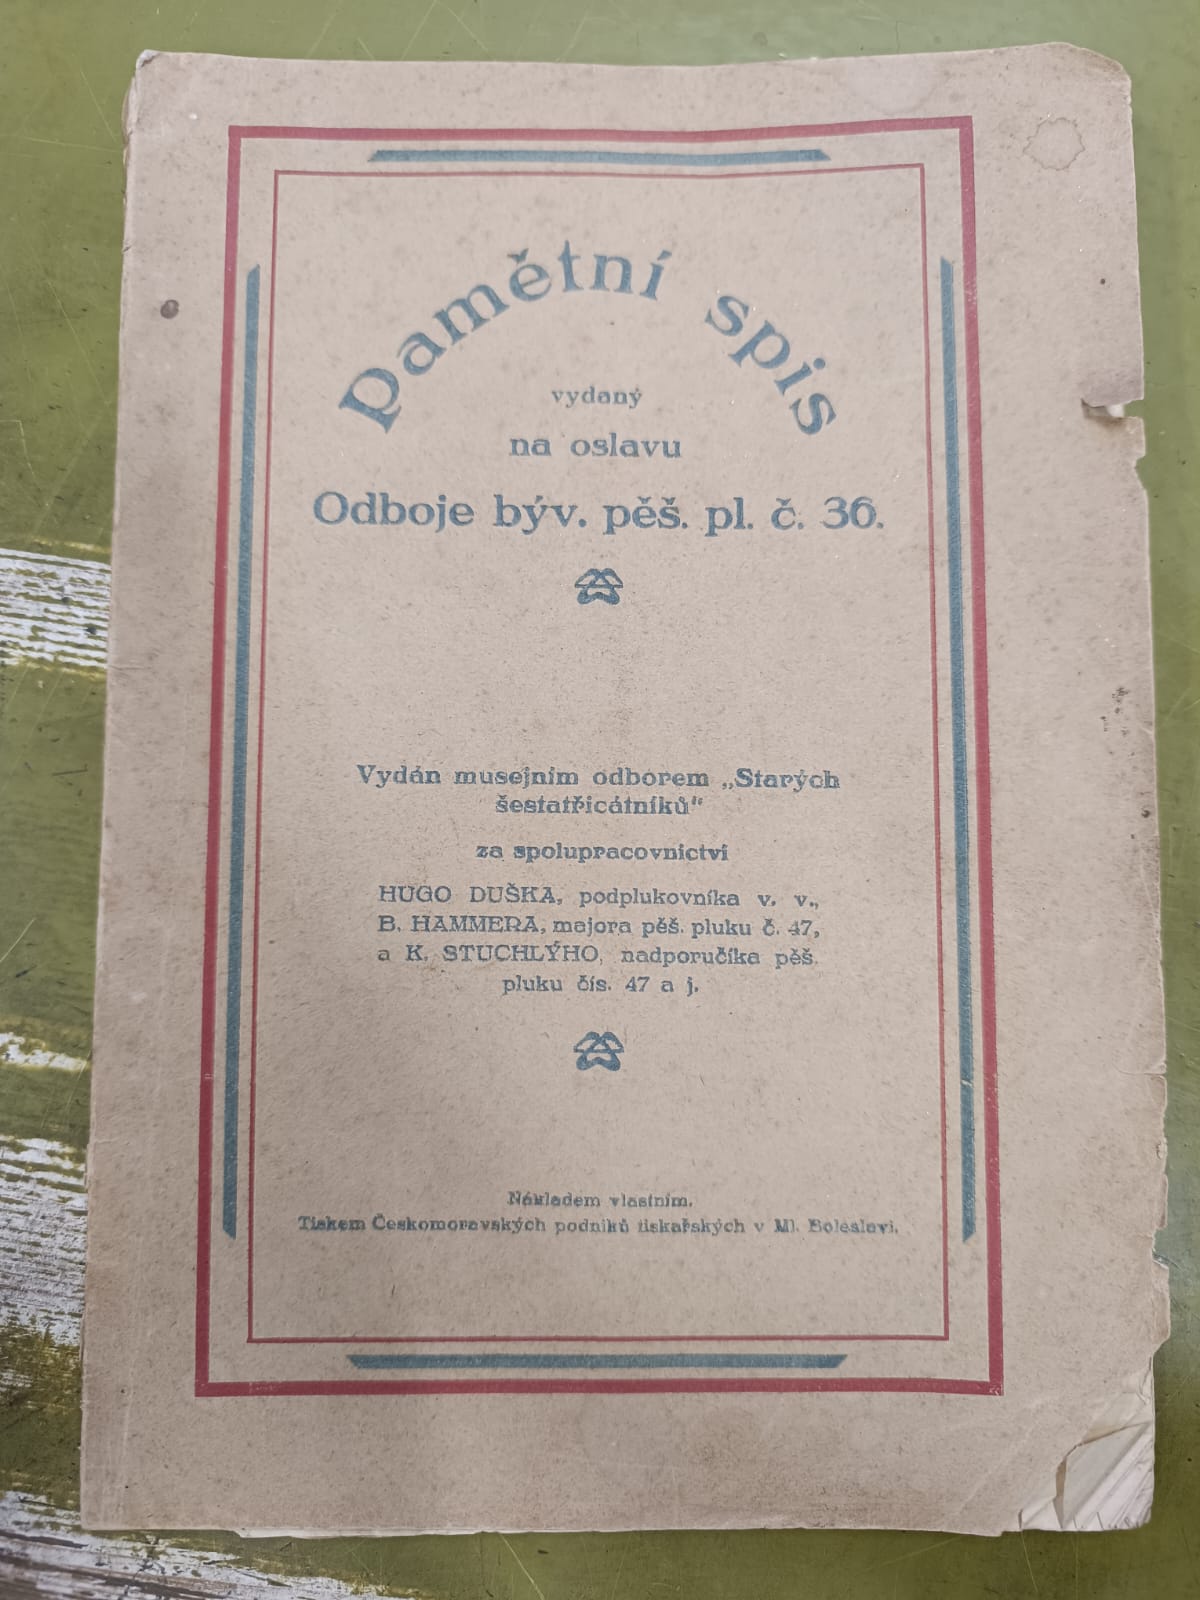 Pamětní spis
vydaný
na oslavu
Odboje býv. pěš. pl. č. 36.
Vydán musejním odborem „Starých
šestatřicátníků"
za spolupracovnictví
HUGO DUŠKA, podplukovníka v. v.,
B. HAMMERA, majora pěš. pluku č. 47,
a K. STUCHLÝHO, nadporučíka pěš.
pluku čís. 47 a j.
Nákladem vlastním.
Tiskem Českomoravských podniků tiskařských v Ml. Boleslavi.